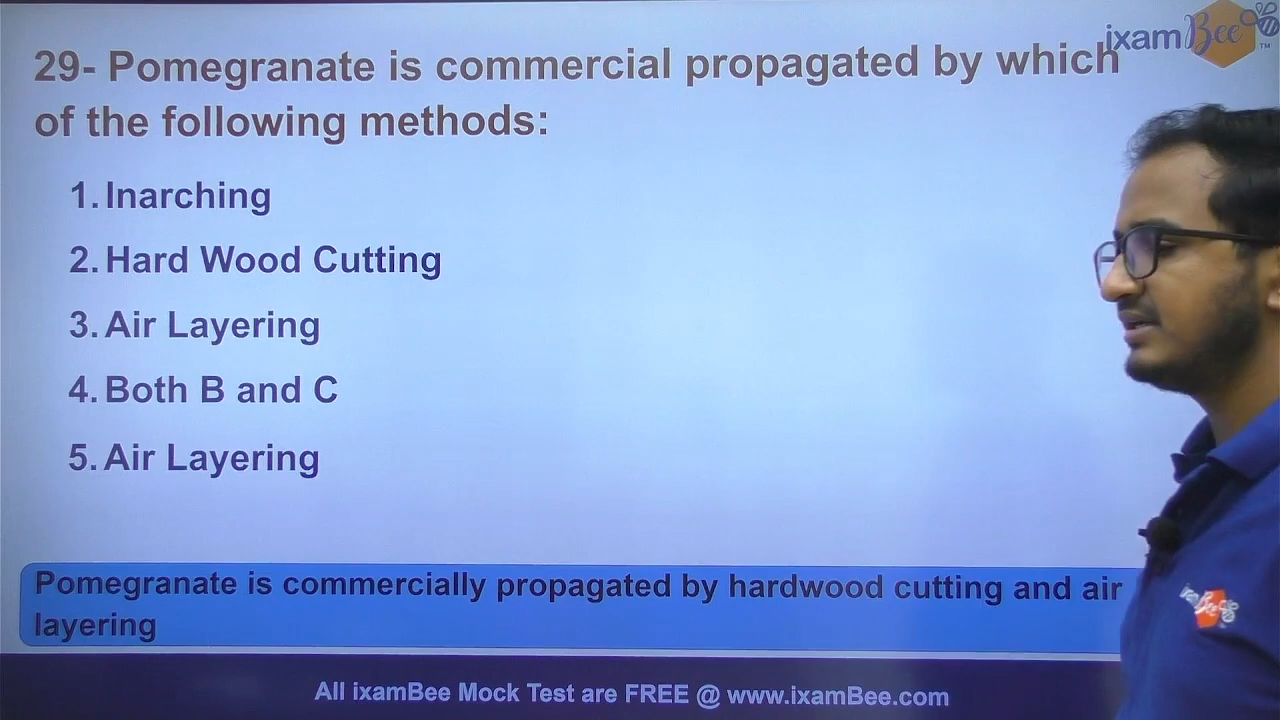 ixamBee
TM
29- Pomegranate is commercial propagated by which
of the following methods:
1. Inarching
2. Hard Wood Cutting
3. Air Layering
4. Both B and C
5. Air Layering
Pomegranate is commercially propagated by hardwood cutting and air
layering
ixamBee
All ixamBee Mock Test are FREE @ www.ixamBee.com